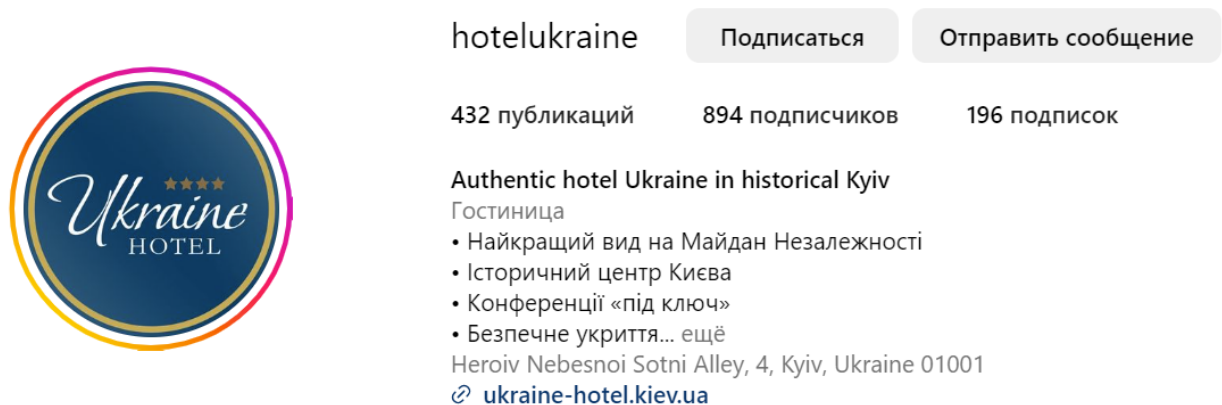 hotelukraine Подписаться Отправить сообщение
432 публикаций 894 подписчиков 196 подписок
Ukraine
HOTEL
Authentic hotel Ukraine in historical Kyiv
Гостиница
• Найкращий вид на Майдан Незалежності
• Історичний центр Києва
• Конференції «під ключ»
• Безпечне укриття... ещё
Heroiv Nebesnoi Sotni Alley, 4, Kyiv, Ukraine 01001
ukraine-hotel.kiev.ua